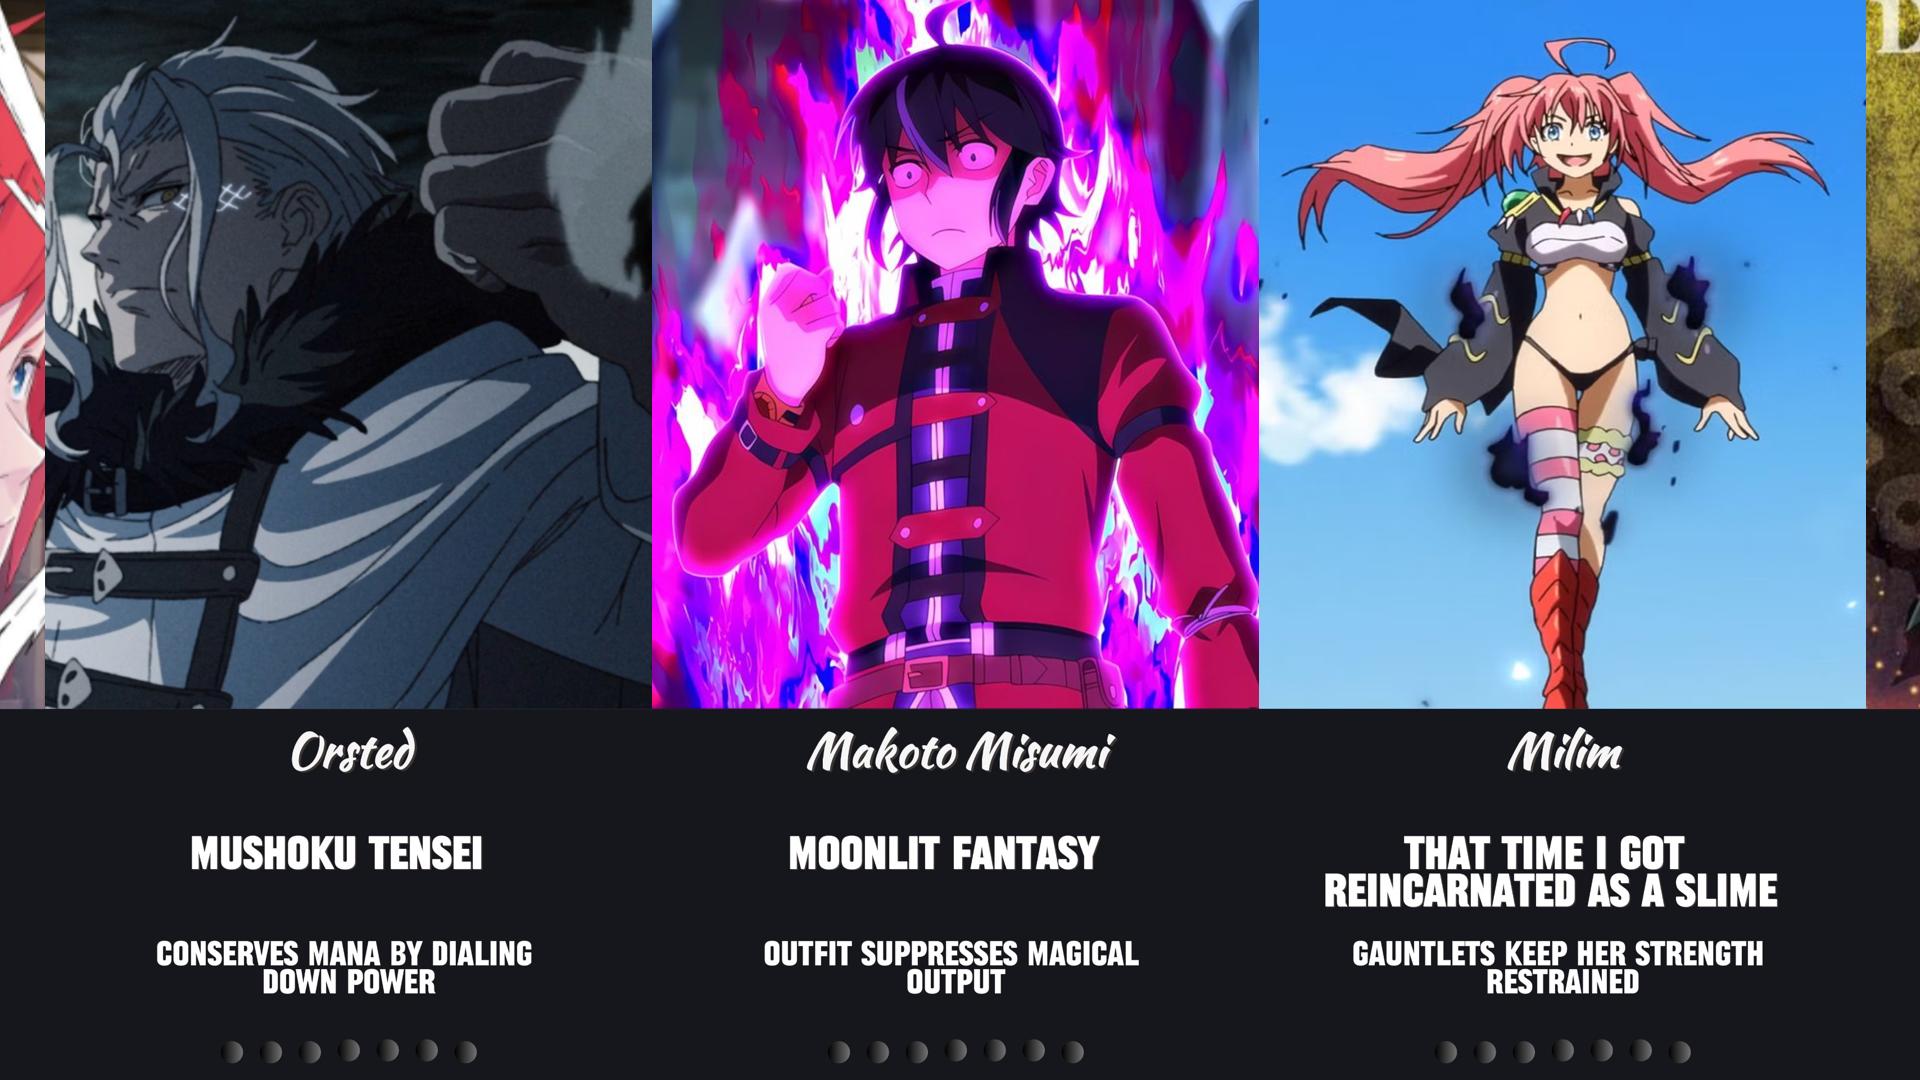 Orsted
MUSHOKU TENSEI
CONSERVES MANA BY DIALING
DOWN POWER
Makoto Misumi
MOONLIT FANTASY
OUTFIT SUPPRESSES MAGICAL
OUTPUT
Milim
THAT TIME I GOT
REINCARNATED AS A SLIME
GAUNTLETS KEEP HER STRENGTH
RESTRAINED